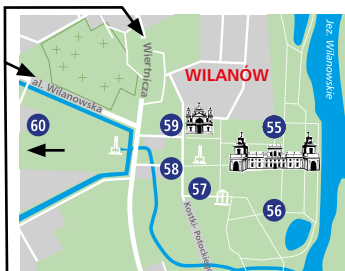 Wiertnicza
Jez. Wilanowskie
WILANÓW
al. Wilanowska
60
59
55
58
57
56
Kostki-Potockiego